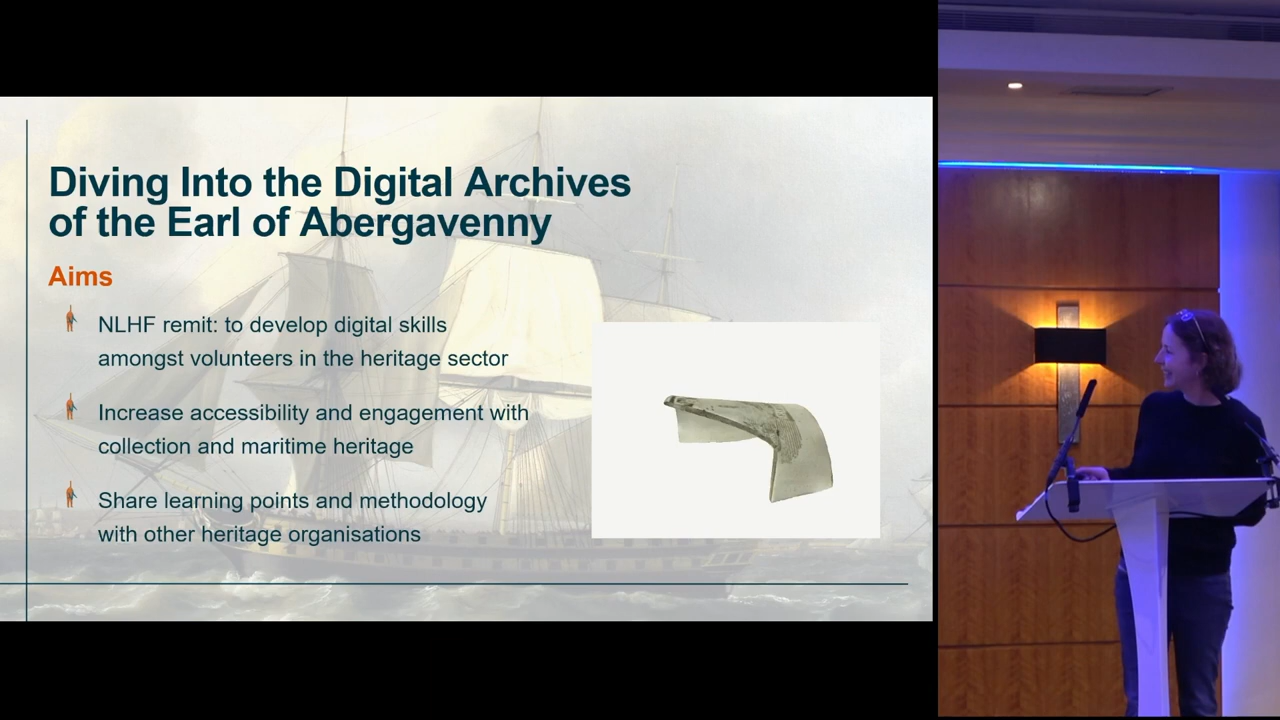 Diving Into the Digital Archives
of the Earl of Abergavenny
Aims
NLHF remit: to develop digital skills
amongst volunteers in the heritage sector
Increase accessibility and engagement with
collection and maritime heritage
Share learning points and methodology
with other heritage organisations